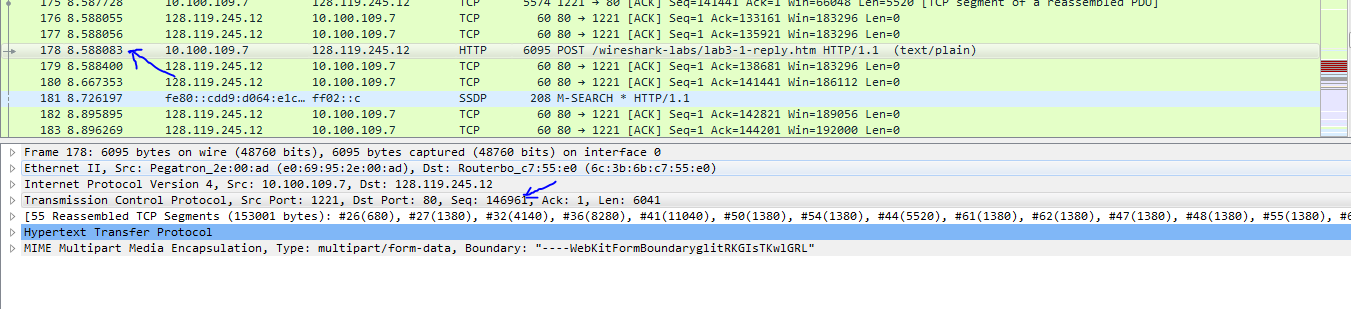 175 8.587728 10.100.109.7 128.119.245.12 TCP 5574 1221 → 80 [ACK] Seq=141441 Ack=1 Win=66048 Len=5520 [TCP segment of a reassembled PDU]
176 8.588055 128.119.245.12 10.100.109.7 TCP 60 80 → 1221 [ACK] Seq=1 Ack=133161 Win=183296 Len=0
177 8.588056 128.119.245.12 10.100.109.7 TCP 60 80 → 1221 [ACK] Seq=1 Ack=135921 Win=183296 Len=0
178 8.588083 10.100.109.7 128.119.245.12 HTTP 6095 POST /wireshark-labs/lab3-1-reply.htm HTTP/1.1 (text/plain)
179 8.588400 128.119.245.12 10.100.109.7 TCP 60 80 → 1221 [ACK] Seq=1 Ack=138681 Win=183296 Len=0
180 8.667353 128.119.245.12 10.100.109.7 TCP 60 80 → 1221 [ACK] Seq=1 Ack=141441 Win=186112 Len=0
181 8.726197 fe80::cdd9:d064:e1c… ff02::c SSDP 208 M-SEARCH * HTTP/1.1
182 8.895895 128.119.245.12 10.100.109.7 TCP 60 80 → 1221 [ACK] Seq=1 Ack=142821 Win=189056 Len=0
183 8.896269 128.119.245.12 10.100.109.7 TCP 60 80 → 1221 [ACK] Seq=1 Ack=144201 Win=192000 Len=0
Frame 178: 6095 bytes on wire (48760 bits), 6095 bytes captured (48760 bits) on interface 0
Ethernet II, Src: Pegatron_2e:00:ad (e0:69:95:2e:00:ad), Dst: Routerbo_c7:55:e0 (6c:3b:6b:c7:55:e0)
Internet Protocol Version 4, Src: 10.100.109.7, Dst: 128.119.245.12
Transmission Control Protocol, Src Port: 1221, Dst Port: 80, Seq: 146961, Ack: 1, Len: 6041
[55 Reassembled TCP Segments (153001 bytes): #26(680), #27(1380), #32(4140), #36(8280), #41(11040), #50(1380), #54(1380), #44(5520), #61(1380), #62(1380), #47(1380), #48(1380), #55(1380),
Hypertext Transfer Protocol
MIME Multipart Media Encapsulation, Type: multipart/form-data, Boundary: "----WebKitFormBoundaryglitRKGIsTKwlGRL"